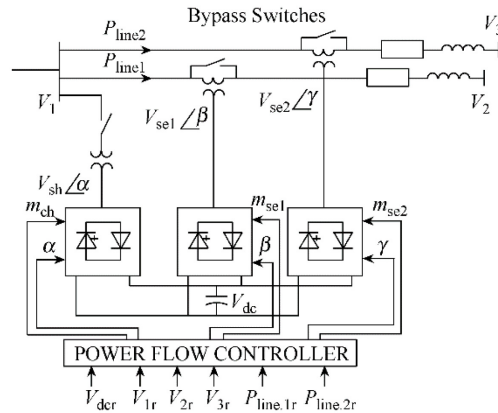 Bypass Switches
P_line2
V_3
P_line1
V_1
V_2
V_se1∠β
V_se2∠γ
V_sh∠α
m_ch
m_se1
m_se2
α
β
γ
V_dc
POWER FLOW CONTROLLER
V_dcr V_1r V_2r V_3r P_line.1r P_line.2r